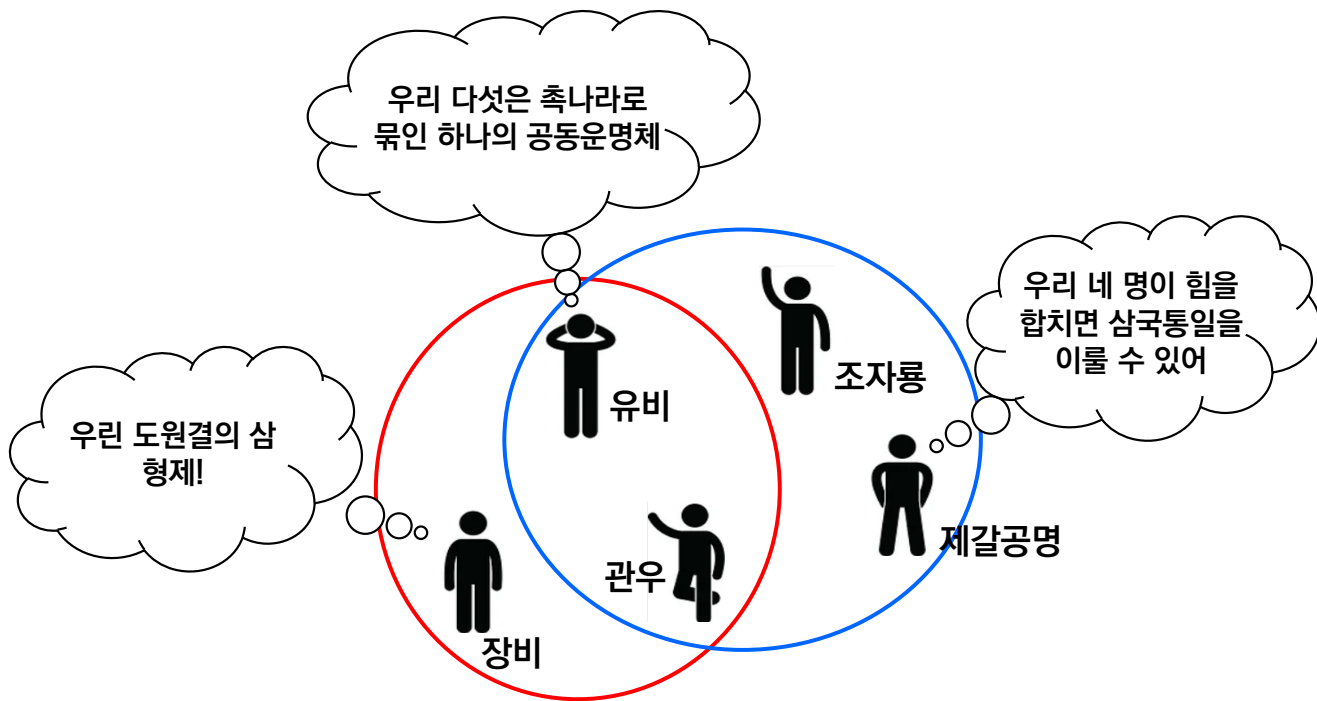 우리 다섯은 촉나라로
묶인 하나의 공동운명체
우리 네 명이 힘을
합치면 삼국통일을
이룰 수 있어
조자룡
유비
우린 도원결의 삼
형제!
제갈공명
관우
장비